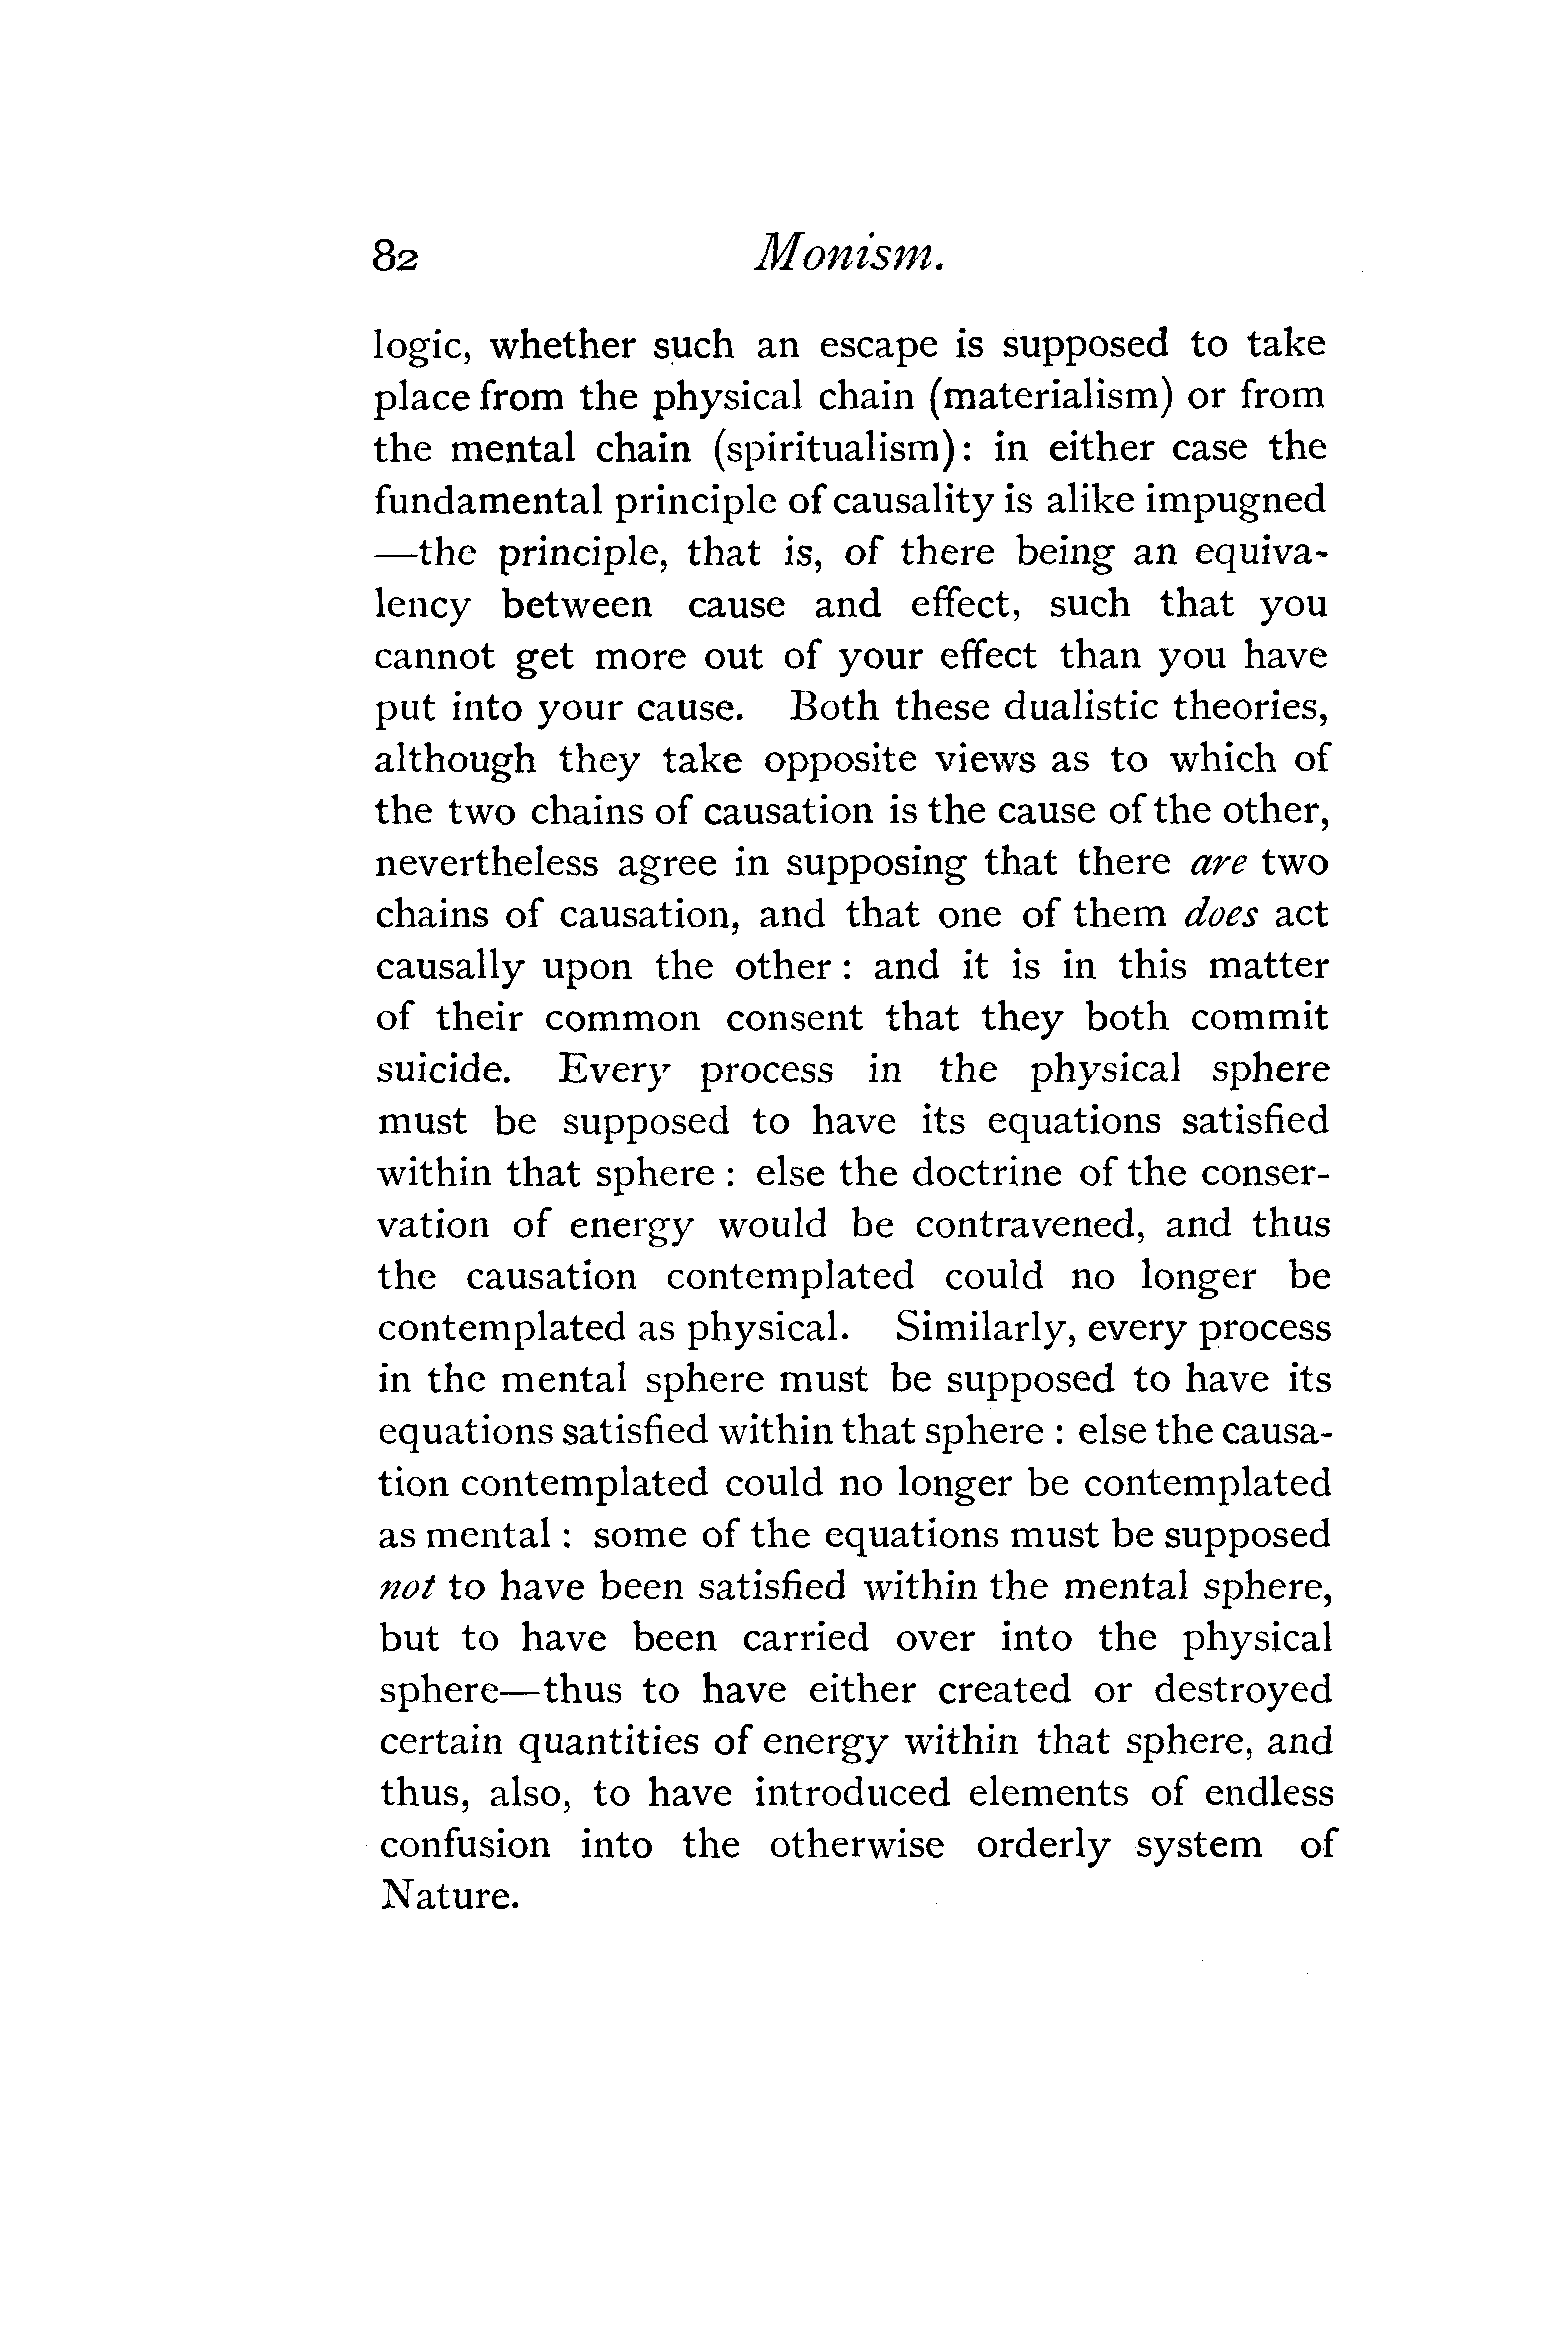 82 Monism.
logic, whether such an escape is supposed to take
place from the physical chain (materialism) or from
the mental chain (spiritualism): in either case the
fundamental principle of causality is alike impugned
—the principle, that is, of there being an equiva-
lency between cause and effect, such that you
cannot get more out of your effect than you have
put into your cause. Both these dualistic theories,
although they take opposite views as to which of
the two chains of causation is the cause of the other,
nevertheless agree in supposing that there are two
chains of causation, and that one of them does act
causally upon the other : and it is in this matter
of their common consent that they both commit
suicide. Every process in the physical sphere
must be supposed to have its equations satisfied
within that sphere : else the doctrine of the conser-
vation of energy would be contravened, and thus
the causation contemplated could no longer be
contemplated as physical. Similarly, every process
in the mental sphere must be supposed to have its
equations satisfied within that sphere : else the causa-
tion contemplated could no longer be contemplated
as mental : some of the equations must be supposed
not to have been satisfied within the mental sphere,
but to have been carried over into the physical
sphere—thus to have either created or destroyed
certain quantities of energy within that sphere, and
thus, also, to have introduced elements of endless
confusion into the otherwise orderly system of
Nature.